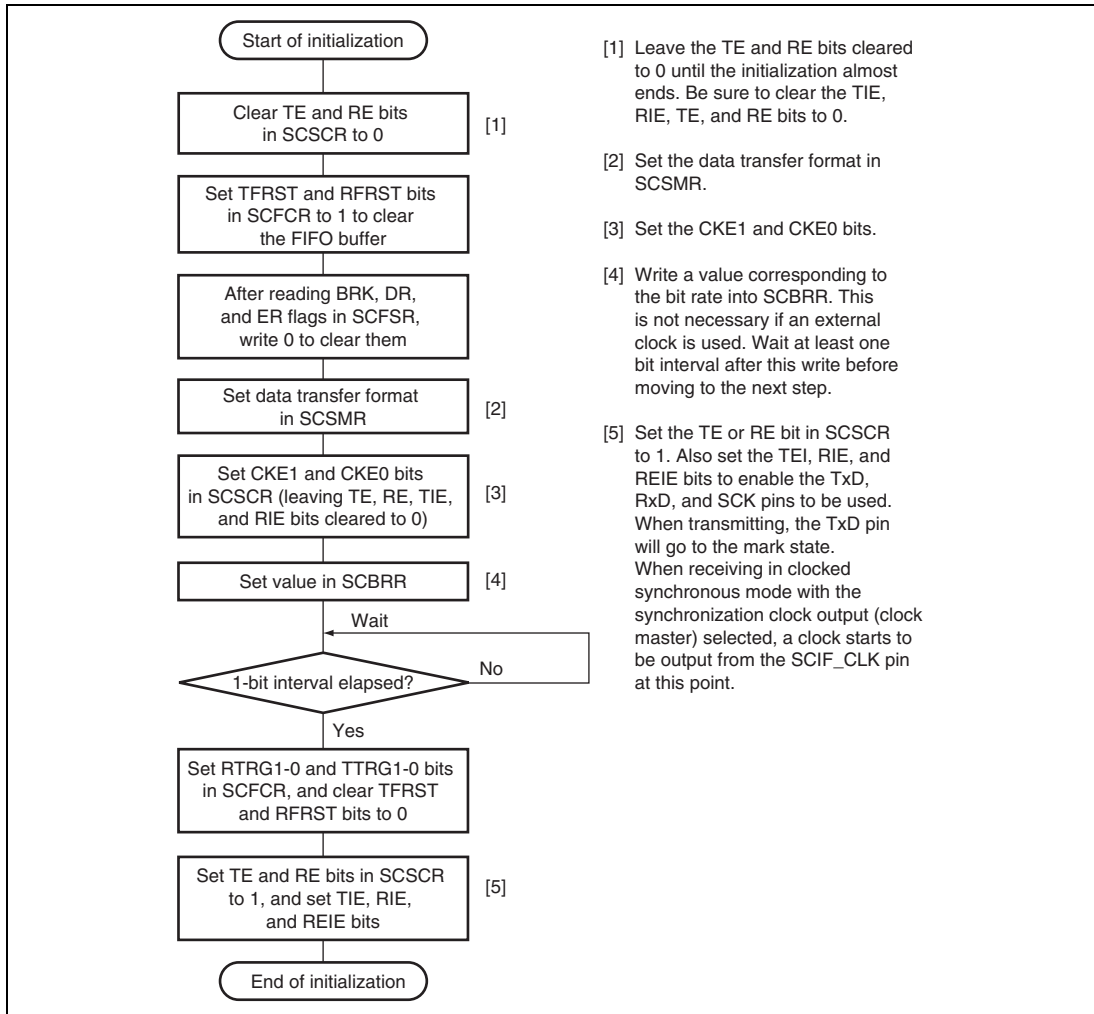 Start of initialization
Clear TE and RE bits
in SCSCR to 0
[1]
Set TFRST and RFRST bits
in SCFCR to 1 to clear
the FIFO buffer
After reading BRK, DR,
and ER flags in SCFSR,
write 0 to clear them
Set data transfer format
in SCSMR
[2]
Set CKE1 and CKE0 bits
in SCSCR (leaving TE, RE, TIE,
and RIE bits cleared to 0)
[3]
Set value in SCBRR
[4]
Wait
1-bit interval elapsed?
No
Yes
Set RTRG1-0 and TTRG1-0 bits
in SCFCR, and clear TFRST
and RFRST bits to 0
Set TE and RE bits in SCSCR
to 1, and set TIE, RIE,
and REIE bits
[5]
End of initialization
[1] Leave the TE and RE bits cleared
to 0 until the initialization almost
ends. Be sure to clear the TIE,
RIE, TE, and RE bits to 0.
[2] Set the data transfer format in
SCSMR.
[3] Set the CKE1 and CKE0 bits.
[4] Write a value corresponding to
the bit rate into SCBRR. This
is not necessary if an external
clock is used. Wait at least one
bit interval after this write before
moving to the next step.
[5] Set the TE or RE bit in SCSCR
to 1. Also set the TEI, RIE, and
REIE bits to enable the TxD,
RxD, and SCK pins to be used.
When transmitting, the TxD pin
will go to the mark state.
When receiving in clocked
synchronous mode with the
synchronization clock output (clock
master) selected, a clock starts to
be output from the SCIF_CLK pin
at this point.